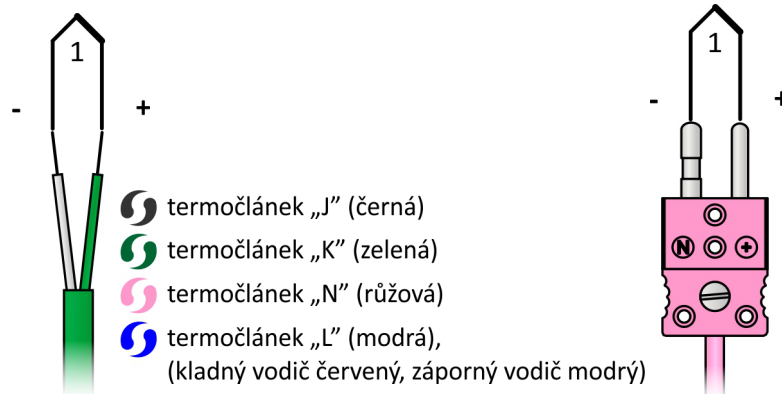 1
- +
termočlánek „J” (černá)
termočlánek „K” (zelená)
termočlánek „N” (růžová)
termočlánek „L” (modrá),
(kladný vodič červený, záporný vodič modrý)
1
- +
N +